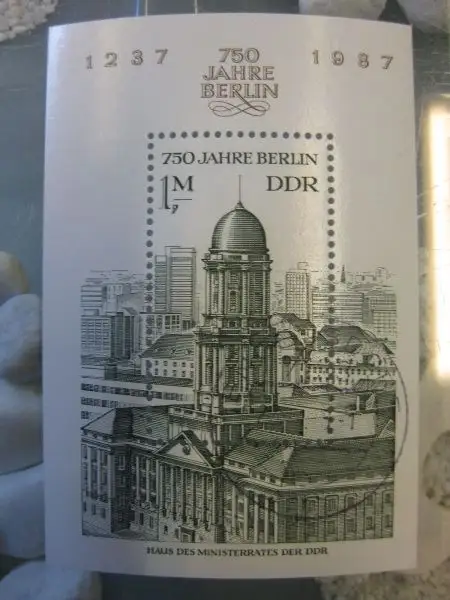 1237 750 1987
JAHRE
BERLIN
750 JAHRE BERLIN
1,M DDR
HAUS DES MINISTERRATES DER DDR